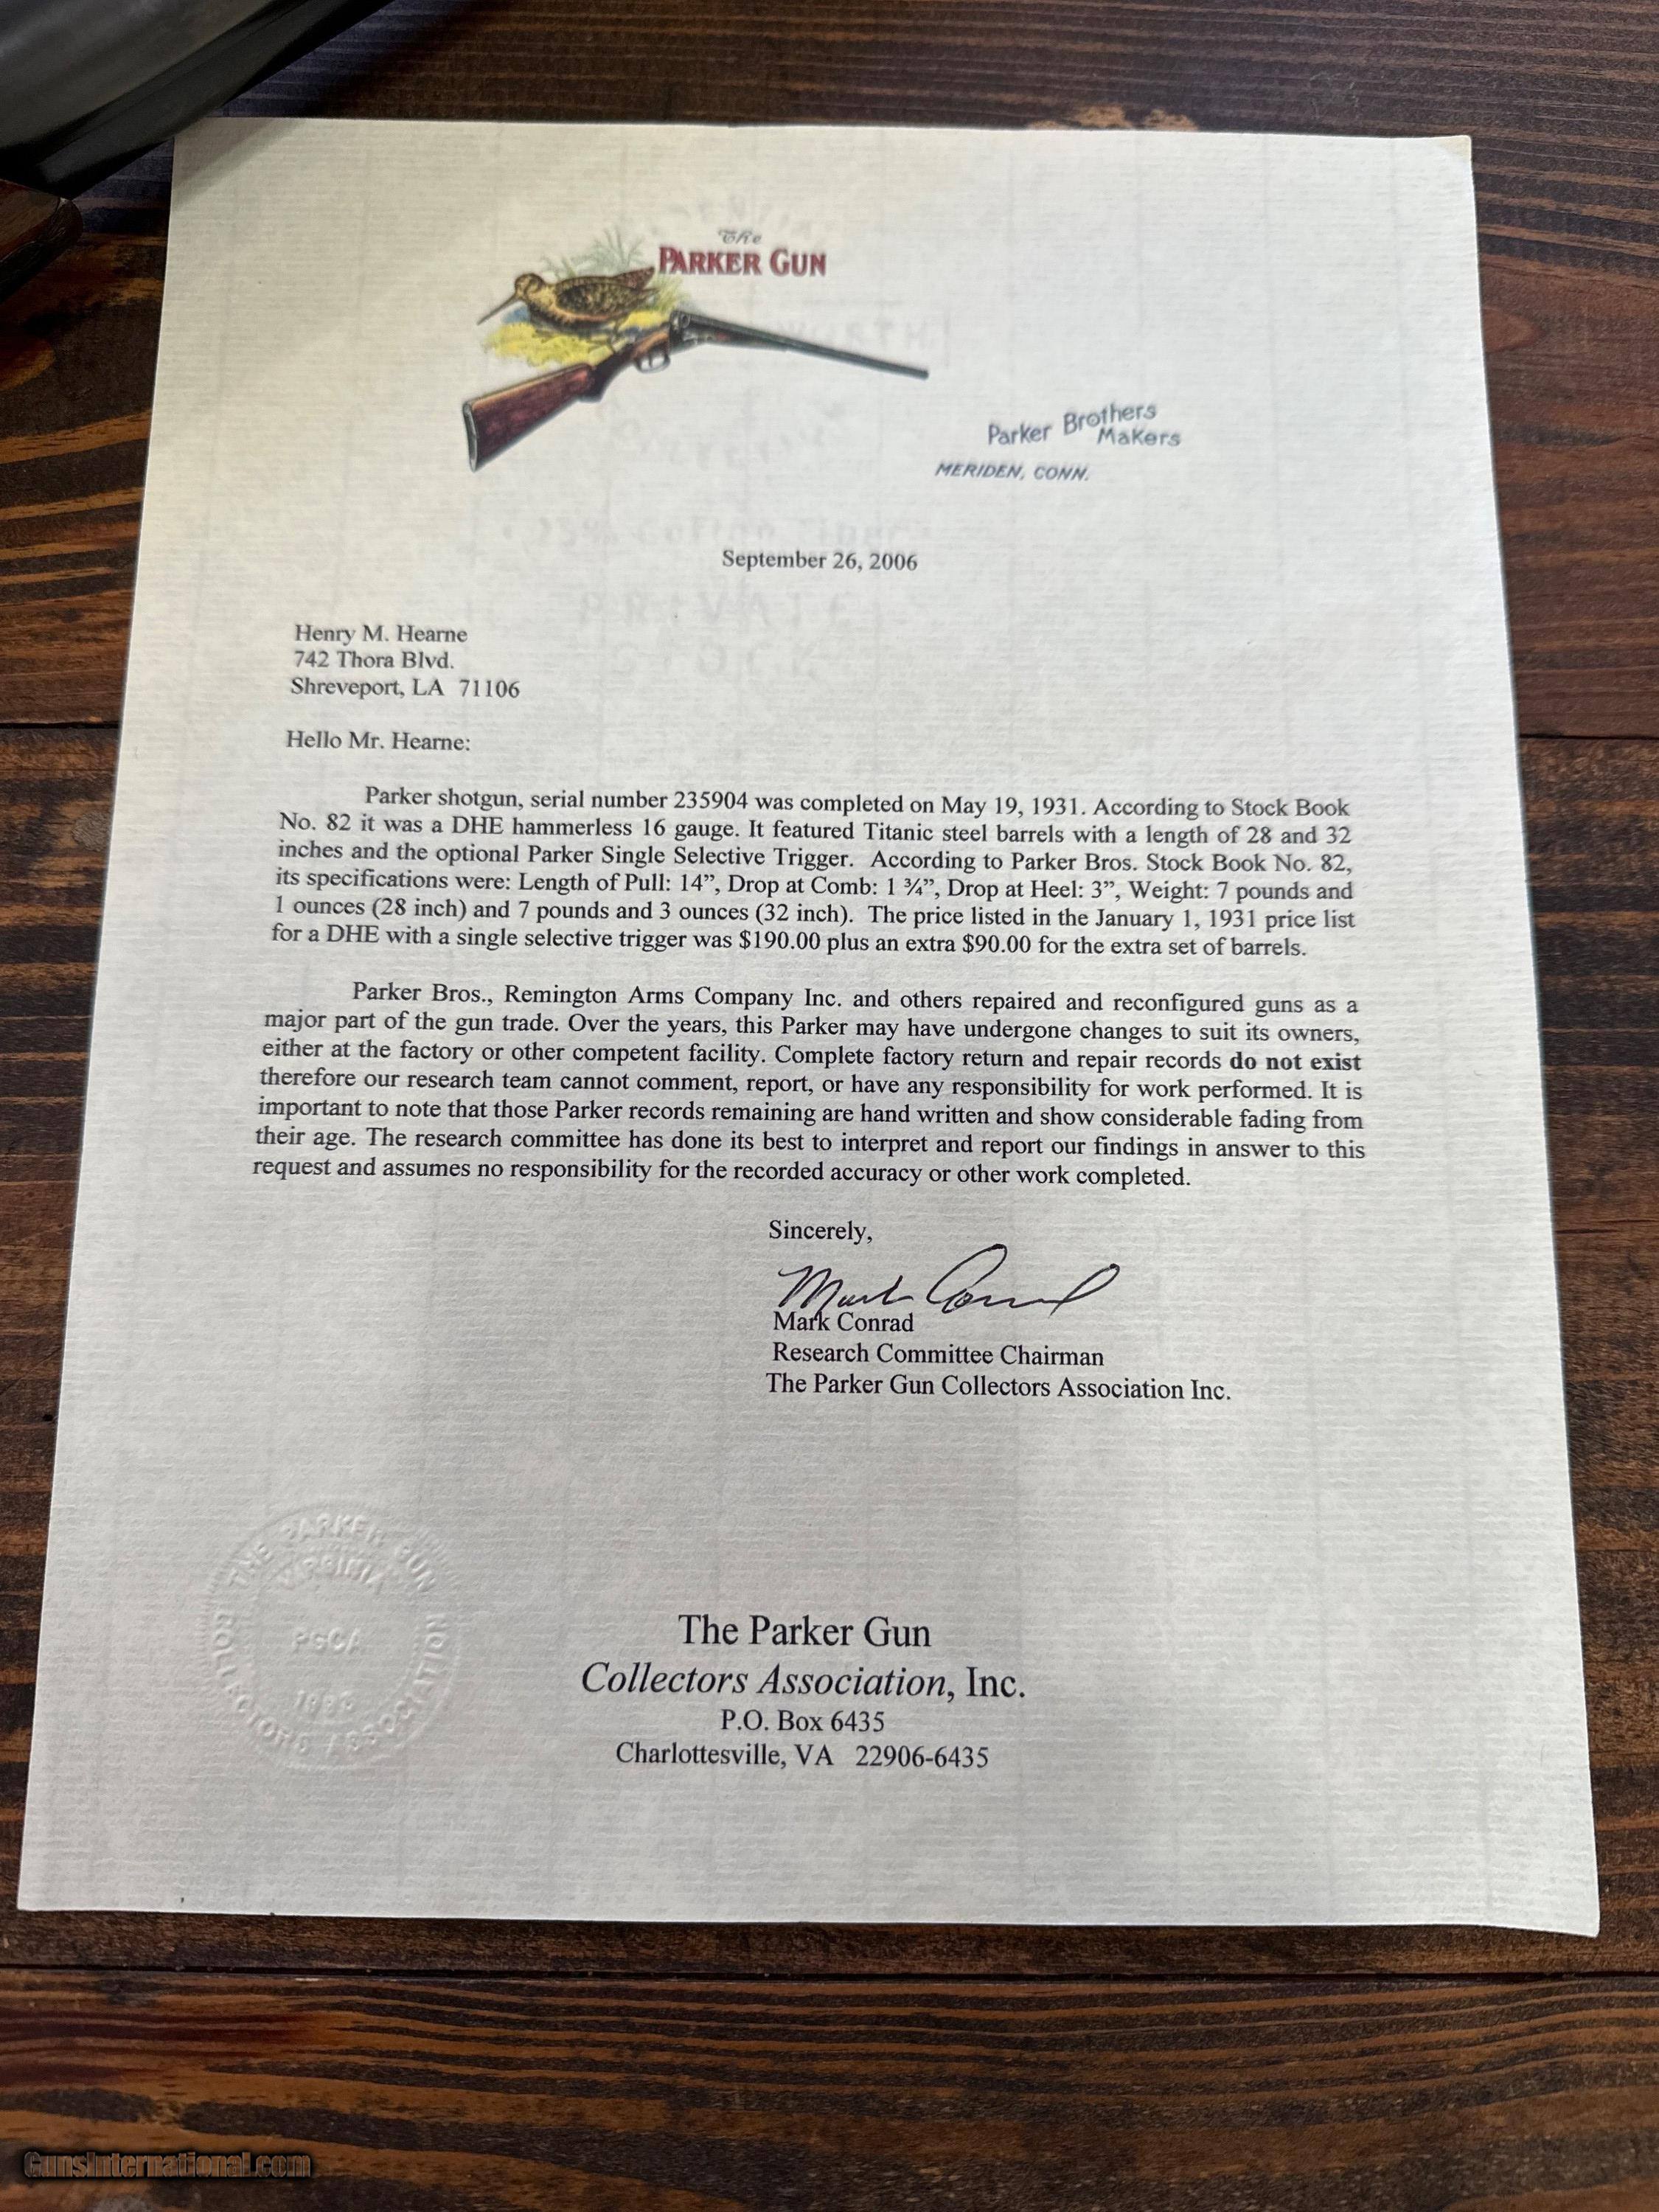 The
PARKER GUN
Parker Brothers
Makers
MERIDEN, CONN.
September 26, 2006
Henry M. Hearne
742 Thora Blvd.
Shreveport, LA 71106
Hello Mr. Hearne:
Parker shotgun, serial number 235904 was completed on May 19, 1931. According to Stock Book
No. 82 it was a DHE hammerless 16 gauge. It featured Titanic steel barrels with a length of 28 and 32
inches and the optional Parker Single Selective Trigger. According to Parker Bros. Stock Book No. 82,
its specifications were: Length of Pull: 14”, Drop at Comb: 1 ¾”, Drop at Heel: 3”, Weight: 7 pounds and
1 ounces (28 inch) and 7 pounds and 3 ounces (32 inch). The price listed in the January 1, 1931 price list
for a DHE with a single selective trigger was $190.00 plus an extra $90.00 for the extra set of barrels.
Parker Bros., Remington Arms Company Inc. and others repaired and reconfigured guns as a
major part of the gun trade. Over the years, this Parker may have undergone changes to suit its owners,
either at the factory or other competent facility. Complete factory return and repair records do not exist
therefore our research team cannot comment, report, or have any responsibility for work performed. It is
important to note that those Parker records remaining are hand written and show considerable fading from
their age. The research committee has done its best to interpret and report our findings in answer to this
request and assumes no responsibility for the recorded accuracy or other work completed.
Sincerely,
Mark Conrad
Mark Conrad
Research Committee Chairman
The Parker Gun Collectors Association Inc.
THE PARKER GUN
COLLECTORS ASSOCIATION
VIRGINIA
PGCA
The Parker Gun
Collectors Association, Inc.
P.O. Box 6435
Charlottesville, VA 22906-6435
GunsInternational.com